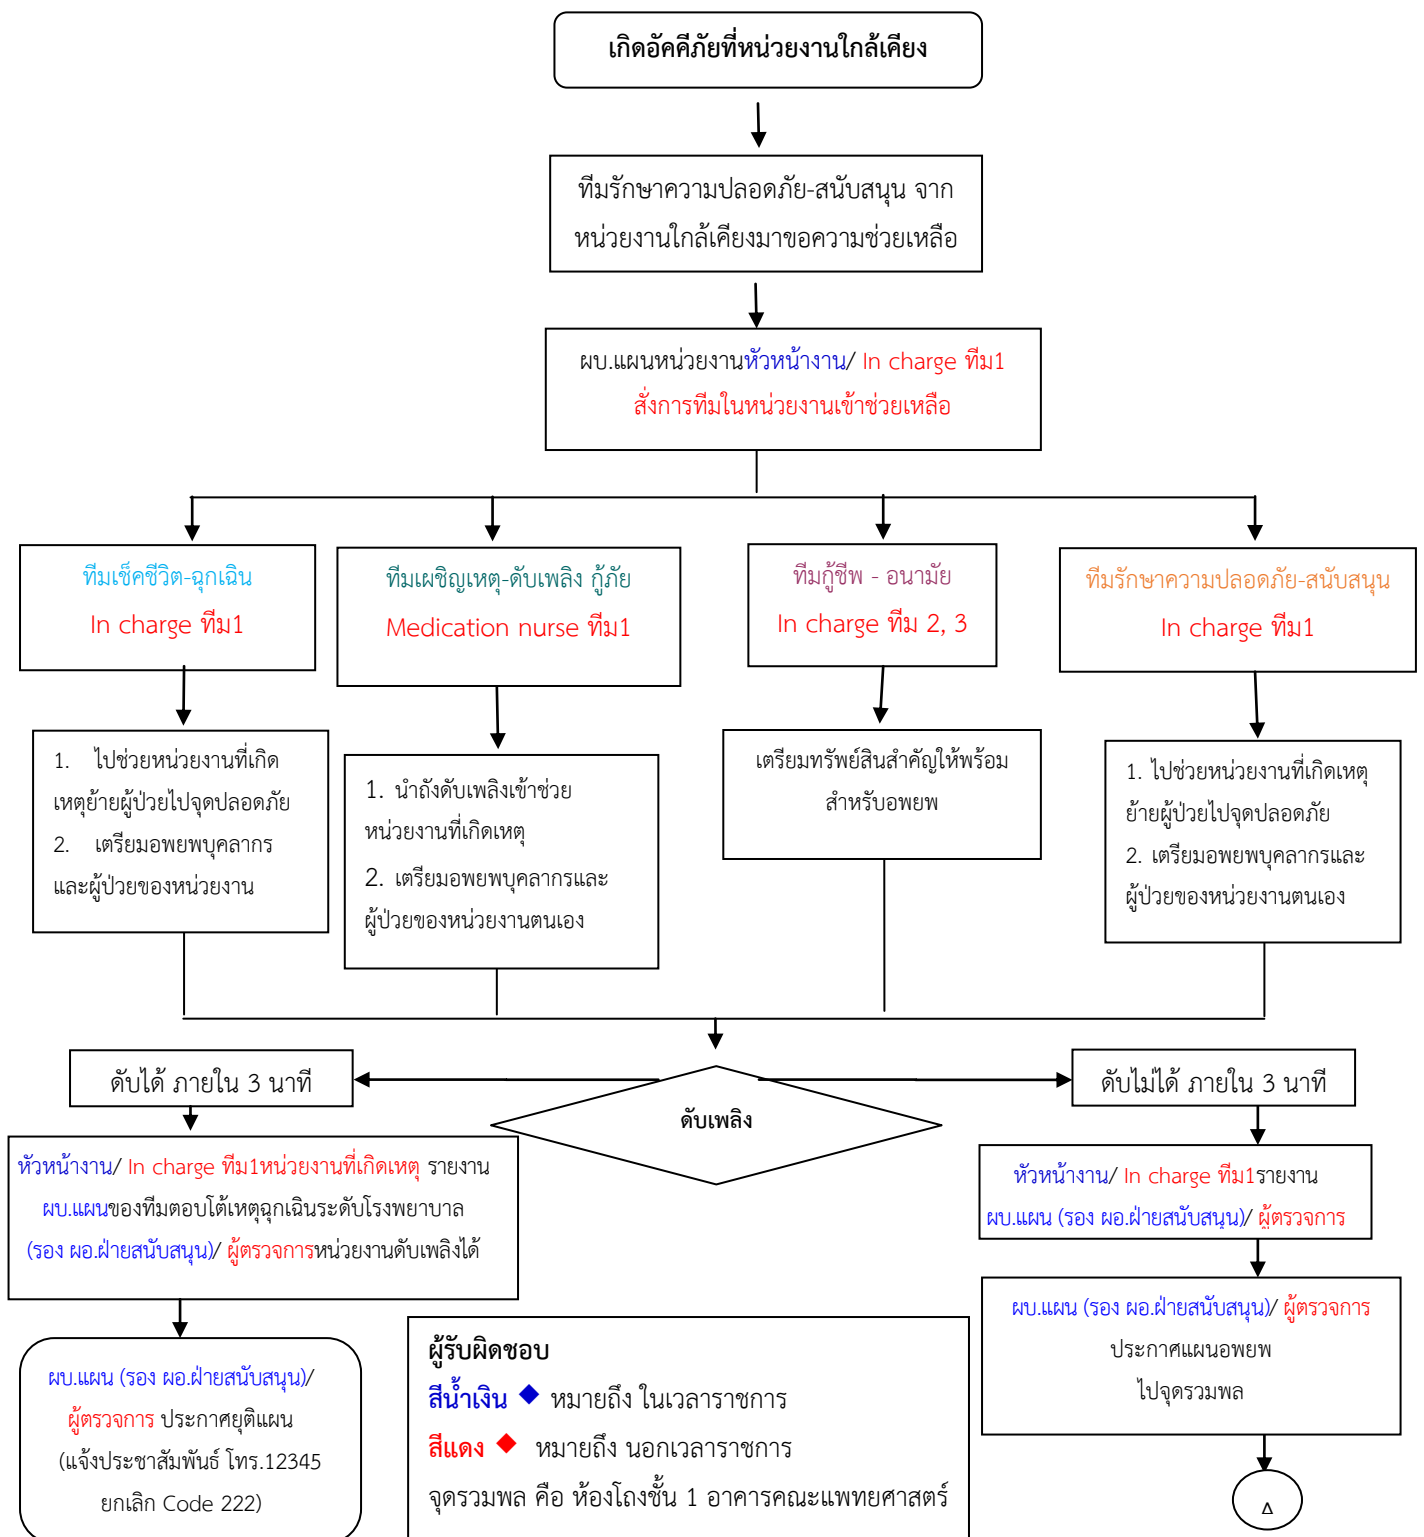 เกิดอัคคีภัยที่หน่วยงานใกล้เคียง
ทีมรักษาความปลอดภัย-สนับสนุน จาก
หน่วยงานใกล้เคียงมาขอความช่วยเหลือ
ผบ.แผนหน่วยงานหัวหน้างาน/ In charge ทีม1
สั่งการทีมในหน่วยงานเข้าช่วยเหลือ
ทีมเช็คชีวิต-ฉุกเฉิน
In charge ทีม1
ทีมเผชิญเหตุ-ดับเพลิง กู้ภัย
Medication nurse ทีม1
ทีมกู้ชีพ - อนามัย
In charge ทีม 2, 3
ทีมรักษาความปลอดภัย-สนับสนุน
In charge ทีม1
1. ไปช่วยหน่วยงานที่เกิด
เหตุย้ายผู้ป่วยไปจุดปลอดภัย
2. เตรียมอพยพบุคลากร
และผู้ป่วยของหน่วยงาน
1. นำถังดับเพลิงเข้าช่วย
หน่วยงานที่เกิดเหตุ
2. เตรียมอพยพบุคลากรและ
ผู้ป่วยของหน่วยงานตนเอง
เตรียมทรัพย์สินสำคัญให้พร้อม
สำหรับอพยพ
1. ไปช่วยหน่วยงานที่เกิดเหตุ
ย้ายผู้ป่วยไปจุดปลอดภัย
2. เตรียมอพยพบุคลากรและ
ผู้ป่วยของหน่วยงานตนเอง
ดับเพลิง
ดับได้ ภายใน 3 นาที
หัวหน้างาน/ In charge ทีม1หน่วยงานที่เกิดเหตุ รายงาน
ผบ.แผนของทีมตอบโต้เหตุฉุกเฉินระดับโรงพยาบาล
(รอง ผอ.ฝ่ายสนับสนุน)/ ผู้ตรวจการหน่วยงานดับเพลิงได้
ผบ.แผน (รอง ผอ.ฝ่ายสนับสนุน)/
ผู้ตรวจการ ประกาศยุติแผน
(แจ้งประชาสัมพันธ์ โทร.12345
ยกเลิก Code 222)
ดับไม่ได้ ภายใน 3 นาที
หัวหน้างาน/ In charge ทีม1รายงาน
ผบ.แผน (รอง ผอ.ฝ่ายสนับสนุน)/ ผู้ตรวจการ
ผบ.แผน (รอง ผอ.ฝ่ายสนับสนุน)/ ผู้ตรวจการ
ประกาศแผนอพยพ
ไปจุดรวมพล
ผู้รับผิดชอบ
สีน้ำเงิน ◆ หมายถึง ในเวลาราชการ
สีแดง ◆ หมายถึง นอกเวลาราชการ
จุดรวมพล คือ ห้องโถงชั้น 1 อาคารคณะแพทยศาสตร์